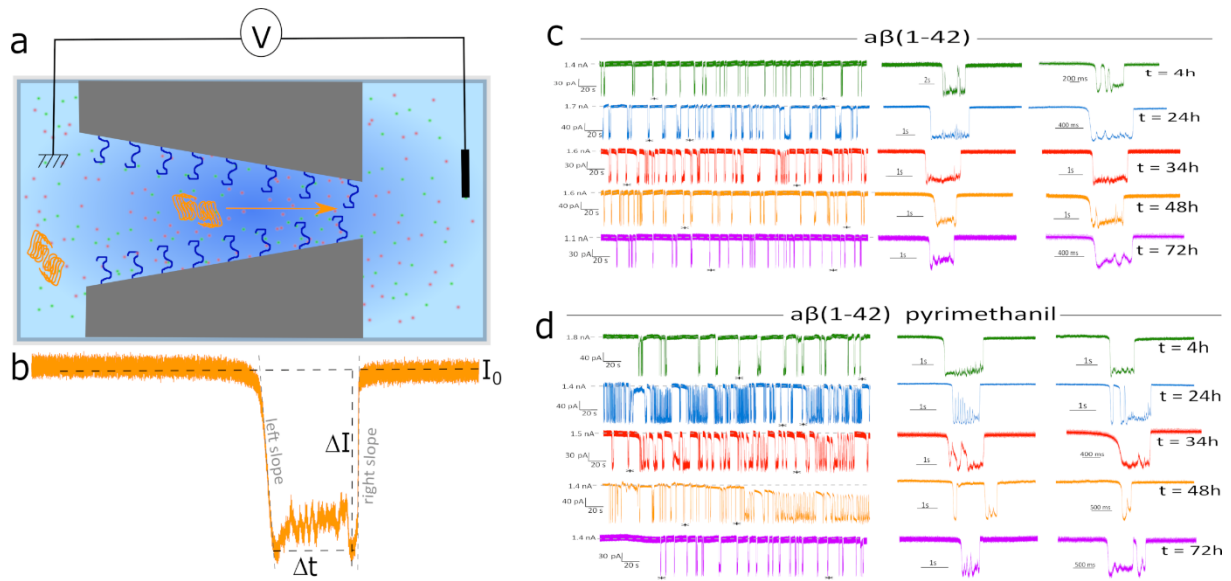 a
V
b
I0
left slope
ΔI
right slope
Δt
c
aβ(1-42)
1.4 nA
30 pA
20 s
2s
200 ms
t = 4h
1.7 nA
40 pA
20 s
1s
400 ms
t = 24h
1.6 nA
30 pA
20 s
1s
1s
t = 34h
1.6 nA
40 pA
20 s
1s
1s
t = 48h
1.1 nA
30 pA
20 s
1s
400 ms
t = 72h
d
aβ(1-42) pyrimethanil
1.8 nA
40 pA
20 s
1s
1s
t = 4h
1.4 nA
40 pA
20 s
1s
1s
t = 24h
1.5 nA
30 pA
20 s
1s
400 ms
t = 34h
1.4 nA
40 pA
20 s
1s
500 ms
t = 48h
1.4 nA
30 pA
20 s
1s
500 ms
t = 72h